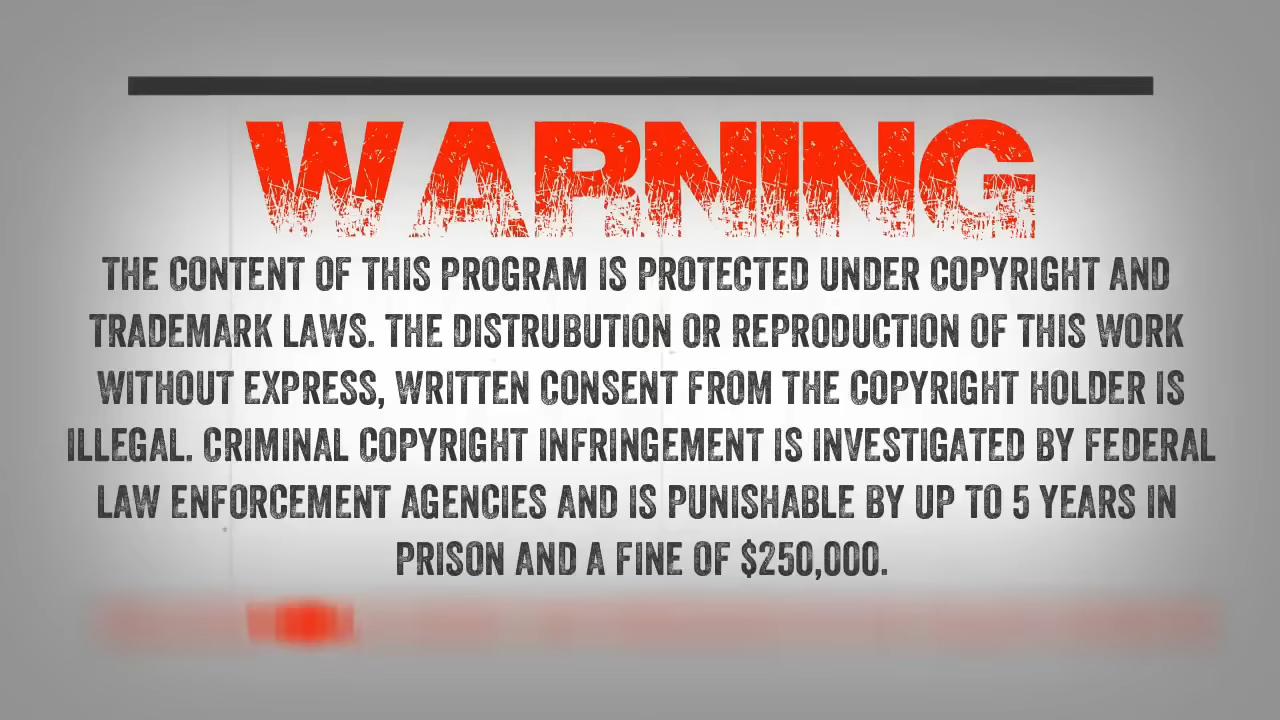 WARNING
THE CONTENT OF THIS PROGRAM IS PROTECTED UNDER COPYRIGHT AND
TRADEMARK LAWS. THE DISTRUBUTION OR REPRODUCTION OF THIS WORK
WITHOUT EXPRESS, WRITTEN CONSENT FROM THE COPYRIGHT HOLDER IS
ILLEGAL. CRIMINAL COPYRIGHT INFRINGEMENT IS INVESTIGATED BY FEDERAL
LAW ENFORCEMENT AGENCIES AND IS PUNISHABLE BY UP TO 5 YEARS IN
PRISON AND A FINE OF $250,000.